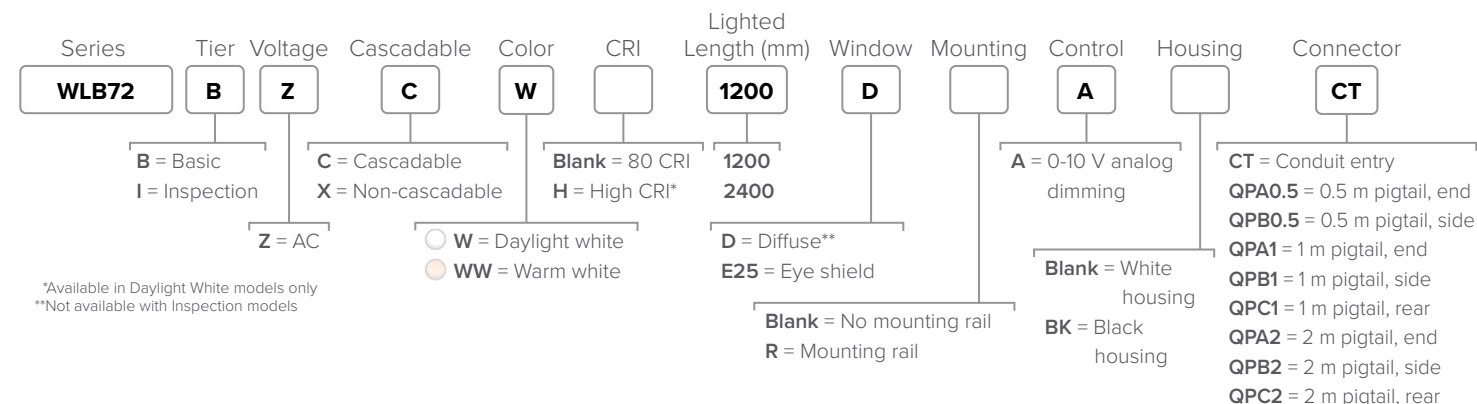 Series Tier Voltage Cascadable Color CRI Lighted Length (mm) Window Mounting Control Housing Connector
WLB72 B Z C W 1200 D A CT
B = Basic
I = Inspection
Z = AC
C = Cascadable
X = Non-cascadable
W = Daylight white
WW = Warm white
Blank = 80 CRI
H = High CRI*
1200
2400
D = Diffuse**
E25 = Eye shield
Blank = No mounting rail
R = Mounting rail
A = 0-10 V analog
dimming
Blank = White
housing
BK = Black
housing
CT = Conduit entry
QPA0.5 = 0.5 m pigtail, end
QPB0.5 = 0.5 m pigtail, side
QPA1 = 1 m pigtail, end
QPB1 = 1 m pigtail, side
QPC1 = 1 m pigtail, rear
QPA2 = 2 m pigtail, end
QPB2 = 2 m pigtail, side
QPC2 = 2 m pigtail, rear
*Available in Daylight White models only
**Not available with Inspection models